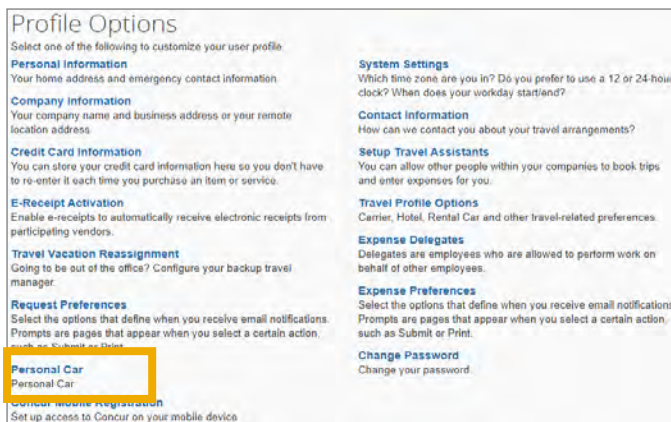 Profile Options
Select one of the following to customize your user profile.
Personal Information
Your home address and emergency contact information.
Company Information
Your company name and business address or your remote
location address.
Credit Card Information
You can store your credit card information here so you don't have
to re-enter it each time you purchase an item or service.
E-Receipt Activation
Enable e-receipts to automatically receive electronic receipts from
participating vendors.
Travel Vacation Reassignment
Going to be out of the office? Configure your backup travel
manager.
Request Preferences
Select the options that define when you receive email notifications.
Prompts are pages that appear when you select a certain action,
such as Submit or Print.
Personal Car
Personal Car
Concur Mobile Registration
Set up access to Concur on your mobile device
System Settings
Which time zone are you in? Do you prefer to use a 12 or 24-hour
clock? When does your workday start/end?
Contact Information
How can we contact you about your travel arrangements?
Setup Travel Assistants
You can allow other people within your companies to book trips
and enter expenses for you.
Travel Profile Options
Carrier, Hotel, Rental Car and other travel-related preferences.
Expense Delegates
Delegates are employees who are allowed to perform work on
behalf of other employees.
Expense Preferences
Select the options that define when you receive email notifications.
Prompts are pages that appear when you select a certain action,
such as Submit or Print.
Change Password
Change your password.